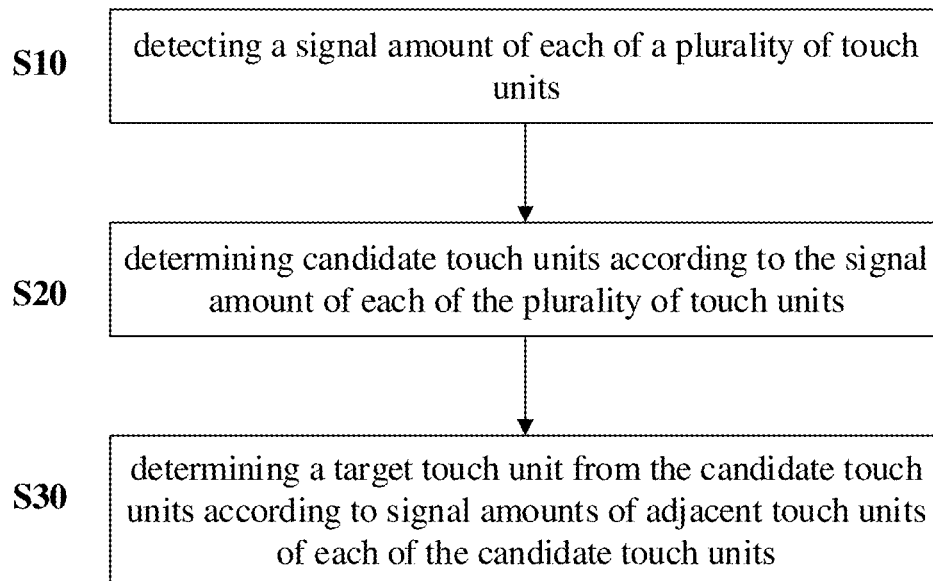 S10
detecting a signal amount of each of a plurality of touch
units
S20
determining candidate touch units according to the signal
amount of each of the plurality of touch units
S30
determining a target touch unit from the candidate touch
units according to signal amounts of adjacent touch units
of each of the candidate touch units